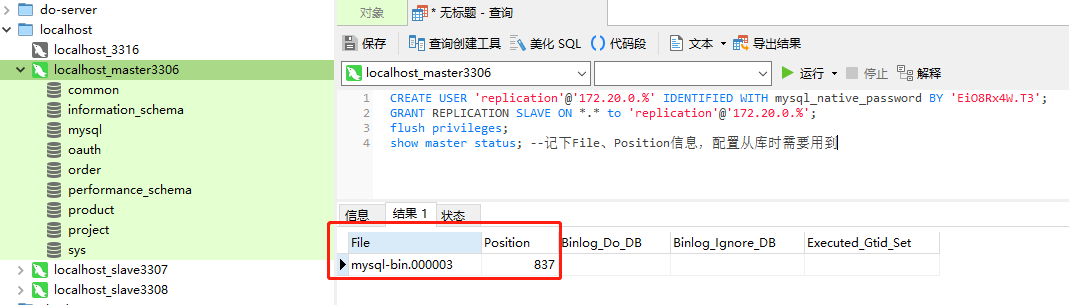 do-server
localhost
localhost_3316
localhost_master3306
common
information_schema
mysql
oauth
order
performance_schema
product
project
sys
localhost_slave3307
localhost_slave3308
对象
* 无标题 - 查询
保存 查询创建工具 美化 SQL 代码段 文本 导出结果
localhost_master3306 运行 停止 解释
1 CREATE USER 'replication'@'172.20.0.%' IDENTIFIED WITH mysql_native_password BY 'EiO8Rx4W.T3';
2 GRANT REPLICATION SLAVE ON *.* to 'replication'@'172.20.0.%';
3 flush privileges;
4 show master status; --记下File、Position信息，配置从库时需要用到
信息 结果 1 状态
File Position Binlog_Do_DB Binlog_Ignore_DB Executed_Gtid_Set
mysql-bin.000003 837